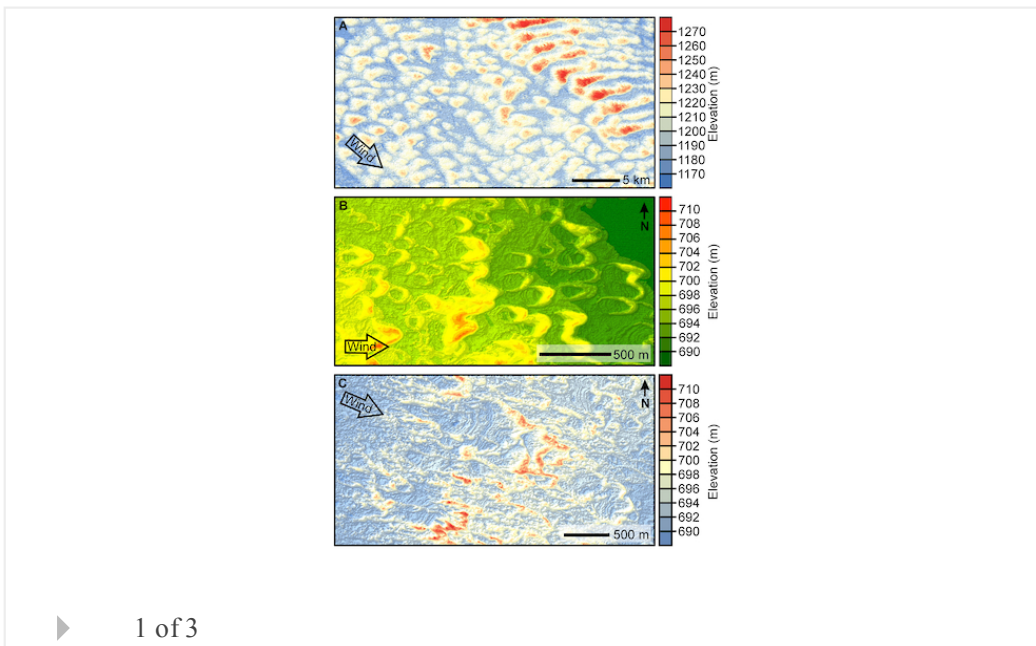 A
1270
1260
1250
1240
1230
1220
1210
1200
1190
1180
1170
Elevation (m)
Wind
5 km
B
N
710
708
706
704
702
700
698
696
694
692
690
Elevation (m)
Wind
500 m
C
N
710
708
706
704
702
700
698
696
694
692
690
Elevation (m)
Wind
500 m
1 of 3